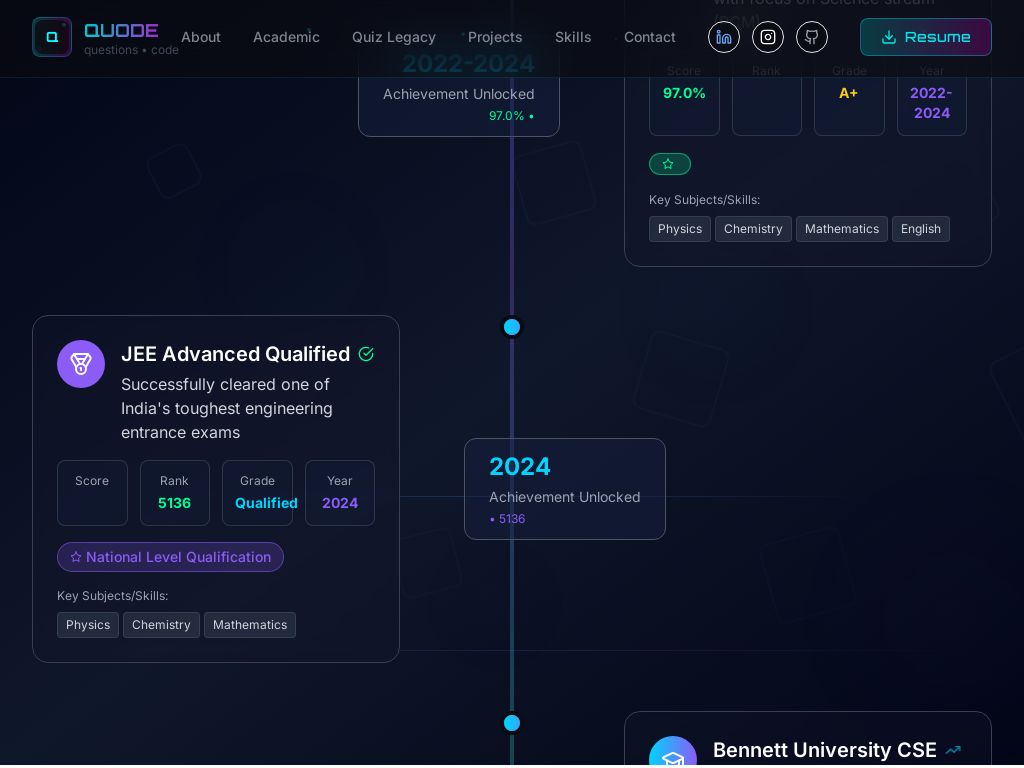 QUODE
questions • code
About
Academic
Quiz Legacy
Projects
Skills
Contact
Resume
2022-2024
Achievement Unlocked
97.0% •
with focus on Science stream
(PCM)
Score
97.0%
Rank
Grade
A+
Year
2022-
2024
Key Subjects/Skills:
Physics
Chemistry
Mathematics
English
JEE Advanced Qualified
Successfully cleared one of
India's toughest engineering
entrance exams
Score
Rank
5136
Grade
Qualified
Year
2024
National Level Qualification
Key Subjects/Skills:
Physics
Chemistry
Mathematics
2024
Achievement Unlocked
• 5136
Bennett University CSE